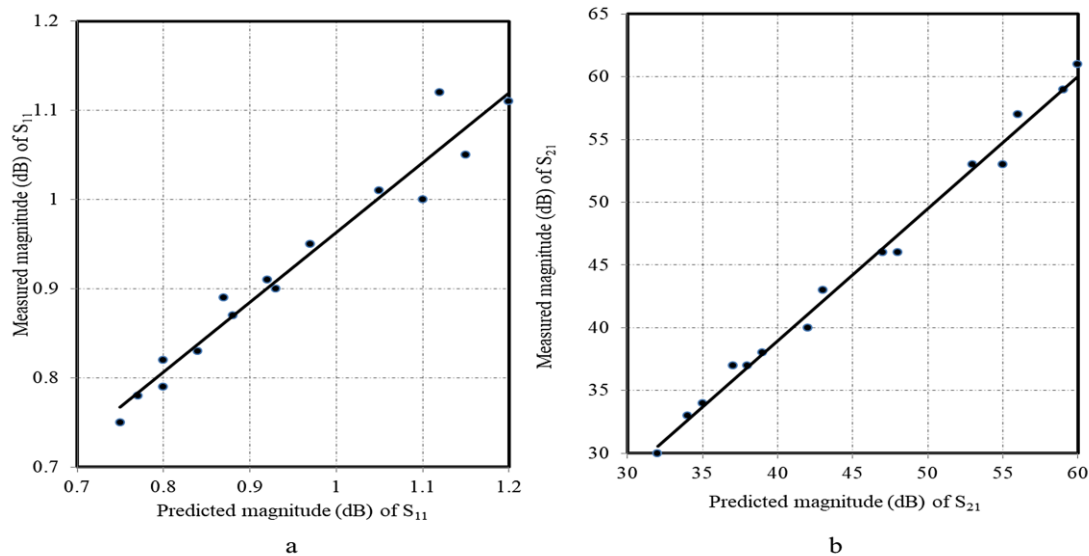 1.2
1.1
1
0.9
0.8
0.7
0.7 0.8 0.9 1 1.1 1.2
Measured magnitude (dB) of S₁₁
Predicted magnitude (dB) of S₁₁
a
65
60
55
50
45
40
35
30
30 35 40 45 50 55 60
Measured magnitude (dB) of S₂₁
Predicted magnitude (dB) of S₂₁
b